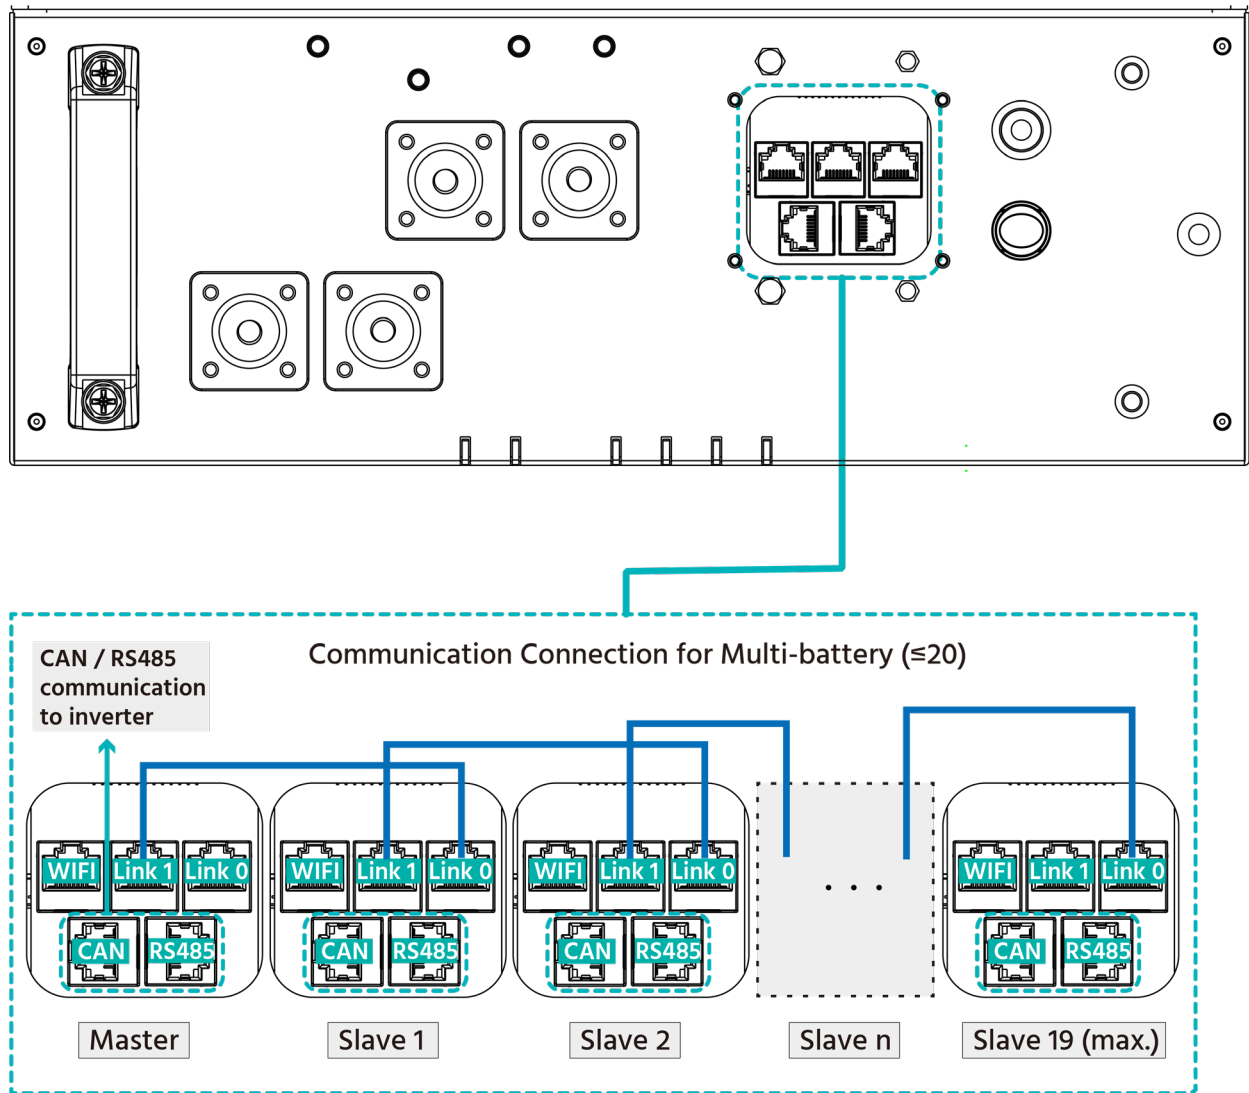 CAN / RS485
communication
to inverter
Communication Connection for Multi-battery (≤20)
WIFI Link 1 Link 0
CAN RS485
Master
WIFI Link 1 Link 0
CAN RS485
Slave 1
WIFI Link 1 Link 0
CAN RS485
Slave 2
. . .
Slave n
WIFI Link 1 Link 0
CAN RS485
Slave 19 (max.)